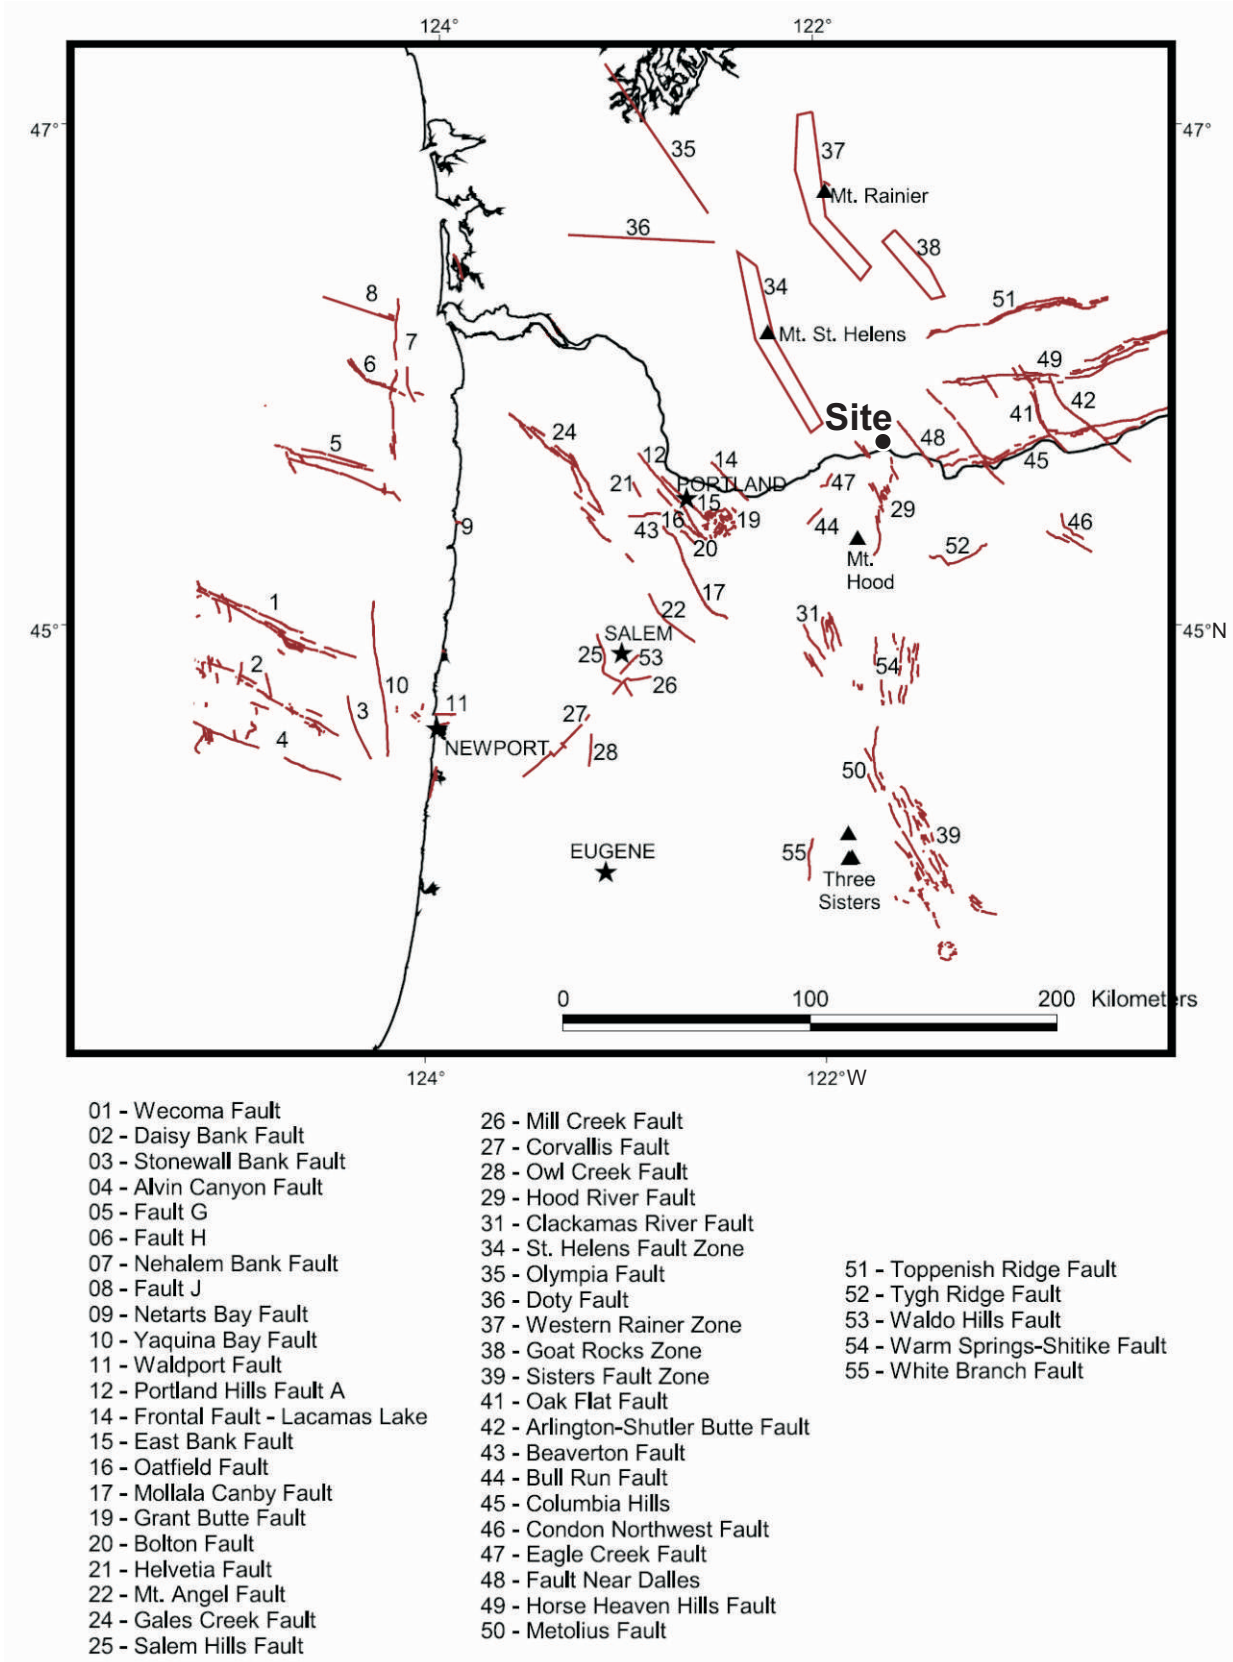 124°
122°
47°
47°
35
37
Mt. Rainier
36
38
8
34
51
7
Mt. St. Helens
6
49
42
Site
41
24
48
5
12
14
45
21
PORTLAND
47
15
16
19
29
43
44
46
9
20
52
Mt.
Hood
17
1
22
31
45°
45°N
SALEM
25
53
2
54
10
26
3
11
27
4
NEWPORT
28
50
39
EUGENE
55
Three
Sisters
0 100 200 Kilometers
124°
122°W
01 - Wecoma Fault
02 - Daisy Bank Fault
03 - Stonewall Bank Fault
04 - Alvin Canyon Fault
05 - Fault G
06 - Fault H
07 - Nehalem Bank Fault
08 - Fault J
09 - Netarts Bay Fault
10 - Yaquina Bay Fault
11 - Waldport Fault
12 - Portland Hills Fault A
14 - Frontal Fault - Lacamas Lake
15 - East Bank Fault
16 - Oatfield Fault
17 - Mollala Canby Fault
19 - Grant Butte Fault
20 - Bolton Fault
21 - Helvetia Fault
22 - Mt. Angel Fault
24 - Gales Creek Fault
25 - Salem Hills Fault
26 - Mill Creek Fault
27 - Corvallis Fault
28 - Owl Creek Fault
29 - Hood River Fault
31 - Clackamas River Fault
34 - St. Helens Fault Zone
35 - Olympia Fault
36 - Doty Fault
37 - Western Rainer Zone
38 - Goat Rocks Zone
39 - Sisters Fault Zone
41 - Oak Flat Fault
42 - Arlington-Shutler Butte Fault
43 - Beaverton Fault
44 - Bull Run Fault
45 - Columbia Hills
46 - Condon Northwest Fault
47 - Eagle Creek Fault
48 - Fault Near Dalles
49 - Horse Heaven Hills Fault
50 - Metolius Fault
51 - Toppenish Ridge Fault
52 - Tygh Ridge Fault
53 - Waldo Hills Fault
54 - Warm Springs-Shitike Fault
55 - White Branch Fault